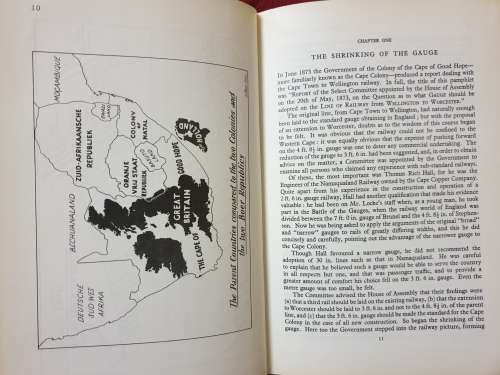 10
MOÇAMBIQUE
ZUID-AFRIKAANSCHE
REPUBLIEK
COLONY
OF
NATAL
BECHUANALAND
ORANJE
VRIJ STAAT
REPUBLIEK
HOLLAND
GREAT
BRITAIN
THE CAPE OF
GOOD HOPE
DEUTSCHE
SUD WEST
AFRIKA
The Parent Countries compared to the two Colonies and
the two Boer Republics
CHAPTER ONE
THE SHRINKING OF THE GAUGE
In June 1873 the Government of the Colony of the Cape of Good Hope—
more familiarly known as the Cape Colony—produced a report dealing with
the Cape Town to Wellington railway. In full, the title of this pamphlet
was "REPORT of the Select Committee appointed by the House of Assembly
on the 20th of May, 1873, on the QUESTION as to what GAUGE should be
adopted on the LINE OF RAILWAY from WELLINGTON to WORCESTER."
The original line, from Cape Town to Wellington, had naturally enough
been laid to the standard gauge obtaining in England; but with the proposal
of an extension to Worcester, doubts as to the wisdom of this course began
to be felt. It was obvious that the railway could not be confined to the
Western Cape: it was equally obvious that the expense of pushing forward
on the 4 ft. 8½ in. gauge was one to deter any commercial undertaking. The
reduction of the gauge to 3 ft. 6 in. had been suggested, and, in order to obtain
advice on the matter, a Committee was appointed by the Government to
examine all persons who claimed any experience with sub-standard railways.
Of these, the most important was Thomas Rich Hall, for he was the
Engineer of the Namaqualand Railway owned by the Cape Copper Company.
Quite apart from his experience in the construction and operation of a
2 ft. 6 in. gauge railway, Hall had another qualification that made his evidence
valuable: he had been on Mr. Locke's staff when, as a young man, he took
part in the Battle of the Gauges, when the railway world of England was
divided between the 7 ft. 0 in. gauge of Brunel and the 4 ft. 8½ in. of Stephen-
son. Now he was being asked to apply the arguments of the original "broad"
and "narrow" gauges to rails of greatly differing widths, and this he did
concisely and carefully, pointing out the advantage of the narrower gauge to
the Cape Colony.
Though Hall favoured a narrow gauge, he did not recommend the
adoption of 30 in. lines such as that in Namaqualand. He was careful
to explain that he believed such a gauge would be able to serve the country
in all respects but one, and that was passenger traffic, and to provide a
greater amount of comfort his choice fell on the 3 ft. 6 in. gauge. Even the
metre gauge was too small, he felt.
The Committee advised the House of Assembly that their findings were
(a) that a third rail should be laid on the existing railway, (b) that the extension
to Worcester should be laid to 3 ft. 6 in. and not to the 4 ft. 8½ in. of the parent
line, and (c) that the 3 ft. 6 in. gauge should be made the standard for the Cape
Colony in the case of all new construction. So began the shrinking of the
gauge. Here too the Government stepped into the railway picture, forming
11